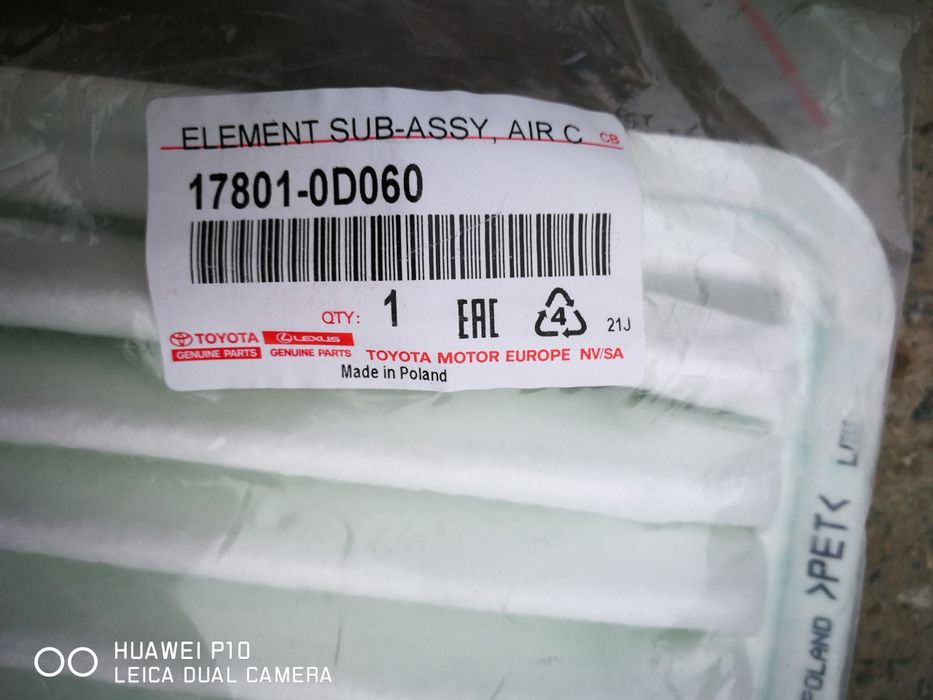 ELEMENT SUB-ASSY, AIR C CB
17801-0D060
QTY: 1
EAC
4
21J
TOYOTA LEXUS
GENUINE PARTS GENUINE PARTS TOYOTA MOTOR EUROPE NV/SA
Made in Poland
POLAND >PET<
HUAWEI P10
LEICA DUAL CAMERA